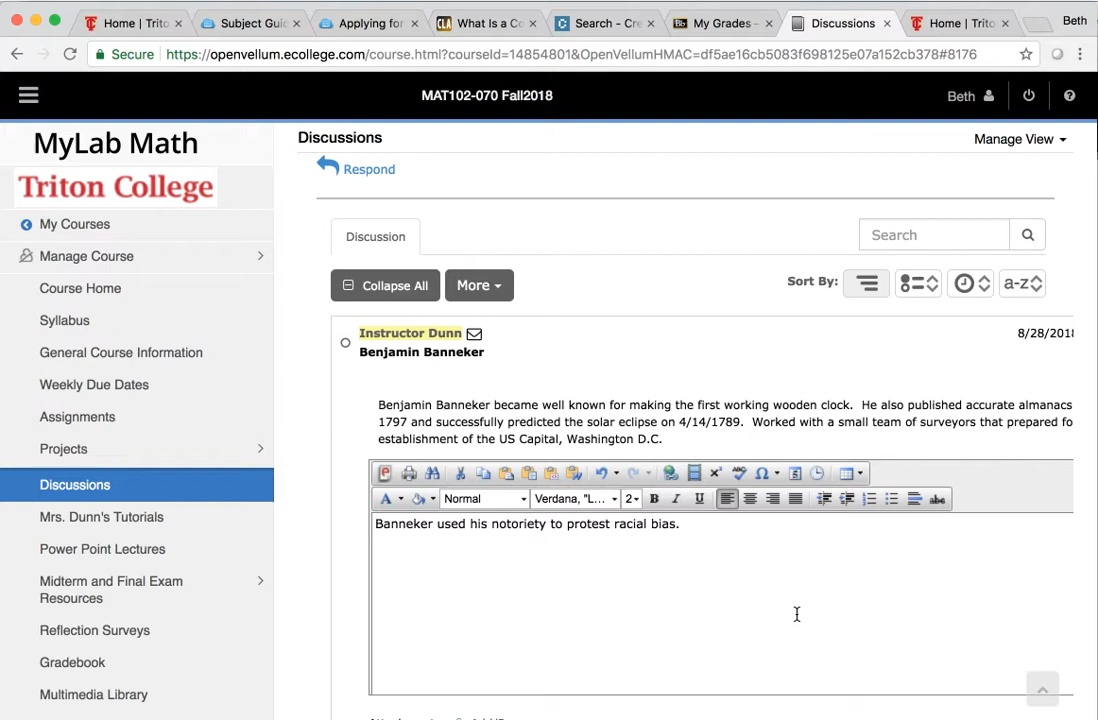 Home | Trito
Subject Gui
Applying for
What Is a Co
Search - Cre
My Grades –
Discussions
Home | Trito
Beth
Secure
https://openvellum.ecollege.com/course.html?courseId=14854801&OpenVellumHMAC=df5ae16cb5083f698125e07a152cb378#8176
MAT102-070 Fall2018
Beth
MyLab Math
Triton College
My Courses
Manage Course
Course Home
Syllabus
General Course Information
Weekly Due Dates
Assignments
Projects
Discussions
Mrs. Dunn's Tutorials
Power Point Lectures
Midterm and Final Exam
Resources
Reflection Surveys
Gradebook
Multimedia Library
Discussions
Manage View
Respond
Discussion
Search
Collapse All
More
Sort By:
a-z
Instructor Dunn
8/28/2018
Benjamin Banneker
Benjamin Banneker became well known for making the first working wooden clock. He also published accurate almanacs
1797 and successfully predicted the solar eclipse on 4/14/1789. Worked with a small team of surveyors that prepared fo
establishment of the US Capital, Washington D.C.
Normal
Verdana, "L...
2
B I U
abc
Banneker used his notoriety to protest racial bias.